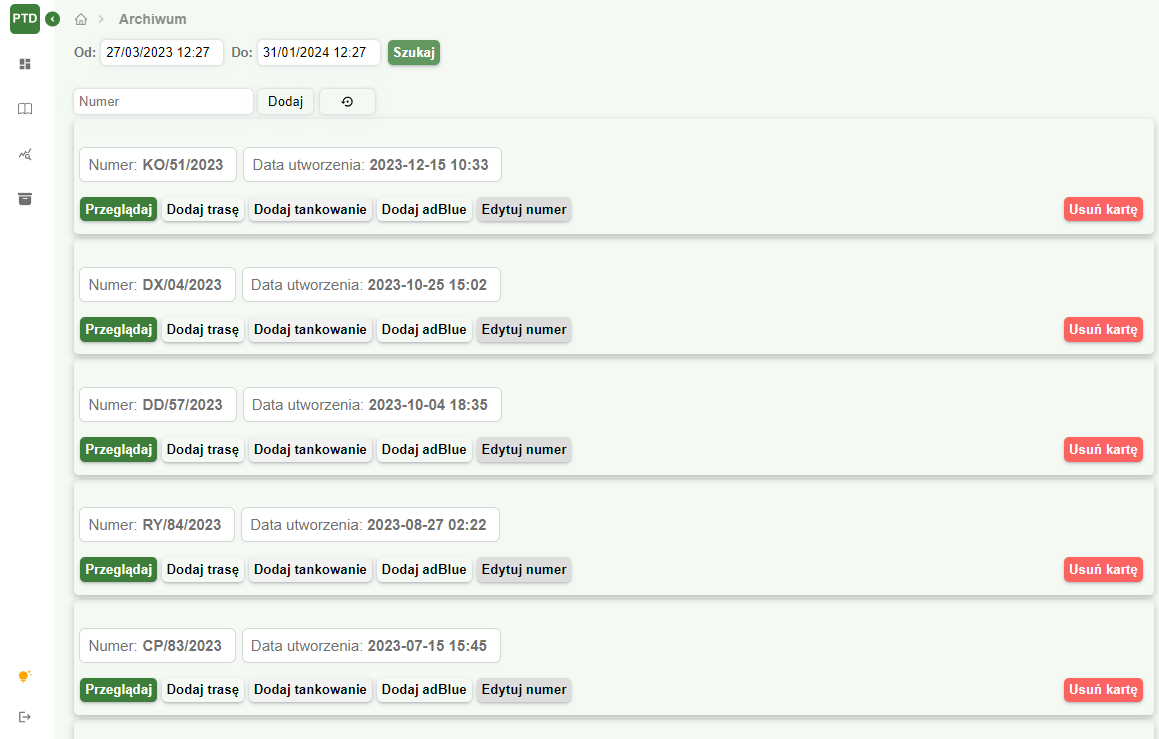 PTD
Archiwum
Od: 27/03/2023 12:27 Do: 31/01/2024 12:27 Szukaj
Numer Dodaj
Numer: KO/51/2023 Data utworzenia: 2023-12-15 10:33
Przeglądaj Dodaj trasę Dodaj tankowanie Dodaj adBlue Edytuj numer Usuń kartę
Numer: DX/04/2023 Data utworzenia: 2023-10-25 15:02
Przeglądaj Dodaj trasę Dodaj tankowanie Dodaj adBlue Edytuj numer Usuń kartę
Numer: DD/57/2023 Data utworzenia: 2023-10-04 18:35
Przeglądaj Dodaj trasę Dodaj tankowanie Dodaj adBlue Edytuj numer Usuń kartę
Numer: RY/84/2023 Data utworzenia: 2023-08-27 02:22
Przeglądaj Dodaj trasę Dodaj tankowanie Dodaj adBlue Edytuj numer Usuń kartę
Numer: CP/83/2023 Data utworzenia: 2023-07-15 15:45
Przeglądaj Dodaj trasę Dodaj tankowanie Dodaj adBlue Edytuj numer Usuń kartę